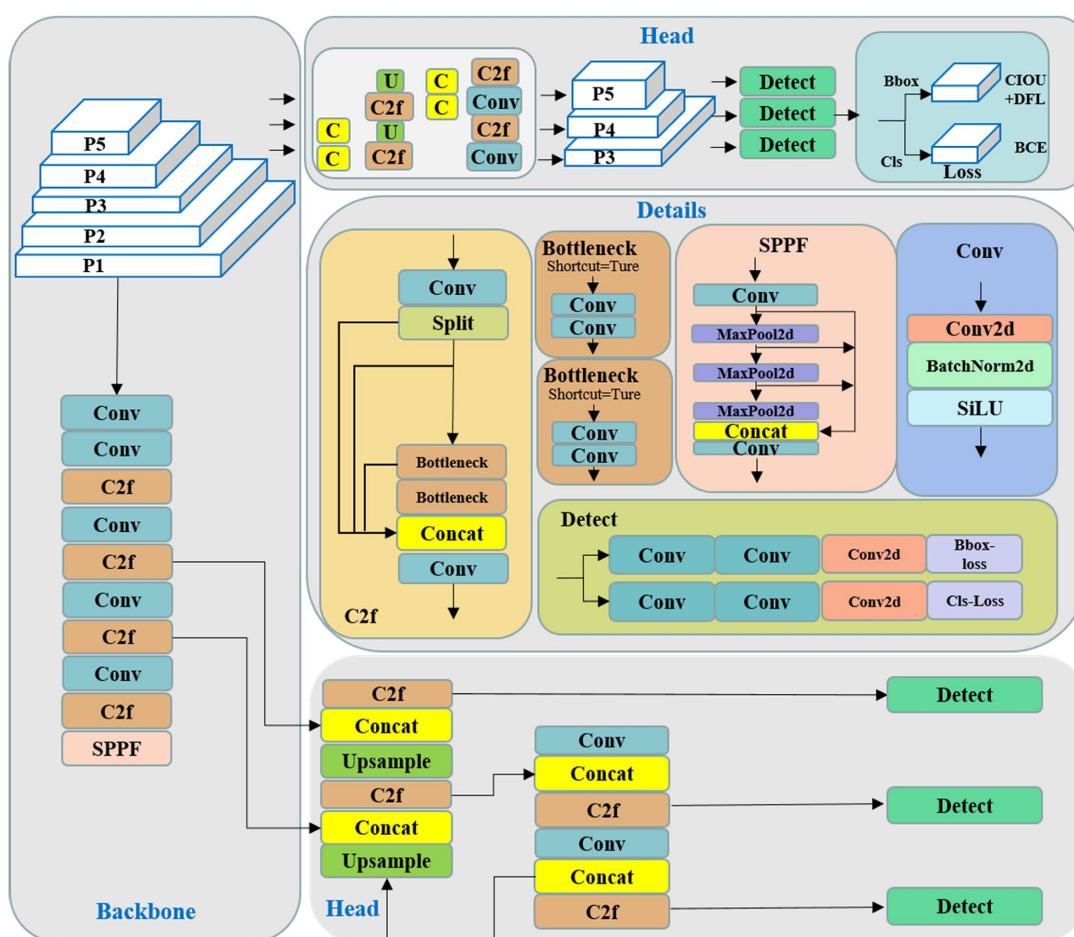 P5
P4
P3
P2
P1
Conv
Conv
C2f
Conv
C2f
Conv
C2f
Conv
C2f
SPPF
Backbone
Head
C
C
U
C2f
U
C2f
C
C
C2f
Conv
C2f
Conv
P5
P4
P3
Detect
Detect
Detect
Bbox
CIOU
+DFL
Cls
BCE
Loss
Details
Conv
Split
Bottleneck
Bottleneck
Concat
Conv
C2f
Bottleneck
Shortcut=Ture
Conv
Conv
Bottleneck
Shortcut=Ture
Conv
Conv
SPPF
Conv
MaxPool2d
MaxPool2d
MaxPool2d
Concat
Conv
Conv
Conv2d
BatchNorm2d
SiLU
Detect
Conv
Conv
Conv2d
Bbox-
loss
Conv
Conv
Conv2d
Cls-Loss
C2f
Concat
Upsample
C2f
Concat
Upsample
Head
Conv
Concat
C2f
Conv
Concat
C2f
Detect
Detect
Detect